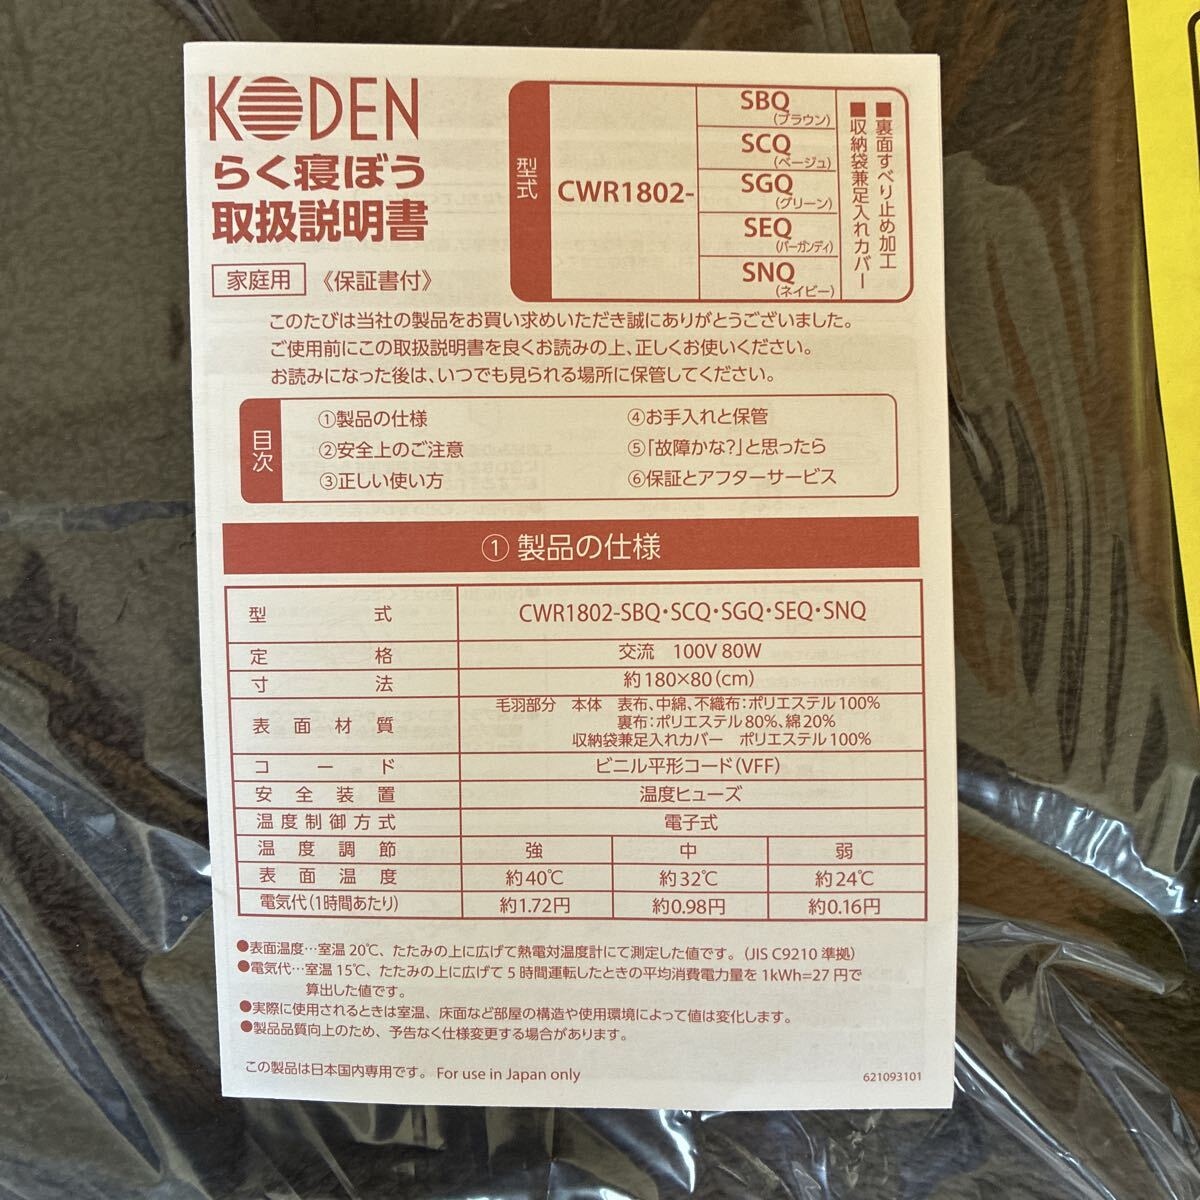 KODEN
らく寝ぼう
取扱説明書
家庭用 《保証書付》
型式
CWR1802-
SBQ
(ブラウン)
SCQ
(ベージュ)
SGQ
(グリーン)
SEQ
(バーガンディ)
SNQ
(ネイビー)
■裏面すべり止め加工
■収納袋兼足入れカバー
このたびは当社の製品をお買い求めいただき誠にありがとうございました。
ご使用前にこの取扱説明書を良くお読みの上、正しくお使いください。
お読みになった後は、いつでも見られる場所に保管してください。
目次
①製品の仕様
②安全上のご注意
③正しい使い方
④お手入れと保管
⑤「故障かな?」と思ったら
⑥保証とアフターサービス
① 製品の仕様
型式 CWR1802-SBQ・SCQ・SGQ・SEQ・SNQ
定格 交流 100V 80W
寸法 約180×80(cm)
表面材質 毛羽部分 本体 表布、中綿、不織布:ポリエステル100%
裏布:ポリエステル80%、綿20%
収納袋兼足入れカバー ポリエステル100%
コード ビニル平形コード(VFF)
安全装置 温度ヒューズ
温度制御方式 電子式
温度調節 強 中 弱
表面温度 約40℃ 約32℃ 約24℃
電気代(1時間あたり) 約1.72円 約0.98円 約0.16円
●表面温度…室温20℃、たたみの上に広げて熱電対温度計にて測定した値です。(JIS C9210 準拠)
●電気代…室温15℃、たたみの上に広げて5時間運転したときの平均消費電力量を1kWh=27円で
算出した値です。
●実際に使用されるときは室温、床面など部屋の構造や使用環境によって値は変化します。
●製品品質向上のため、予告なく仕様変更する場合があります。
この製品は日本国内専用です。 For use in Japan only
621093101